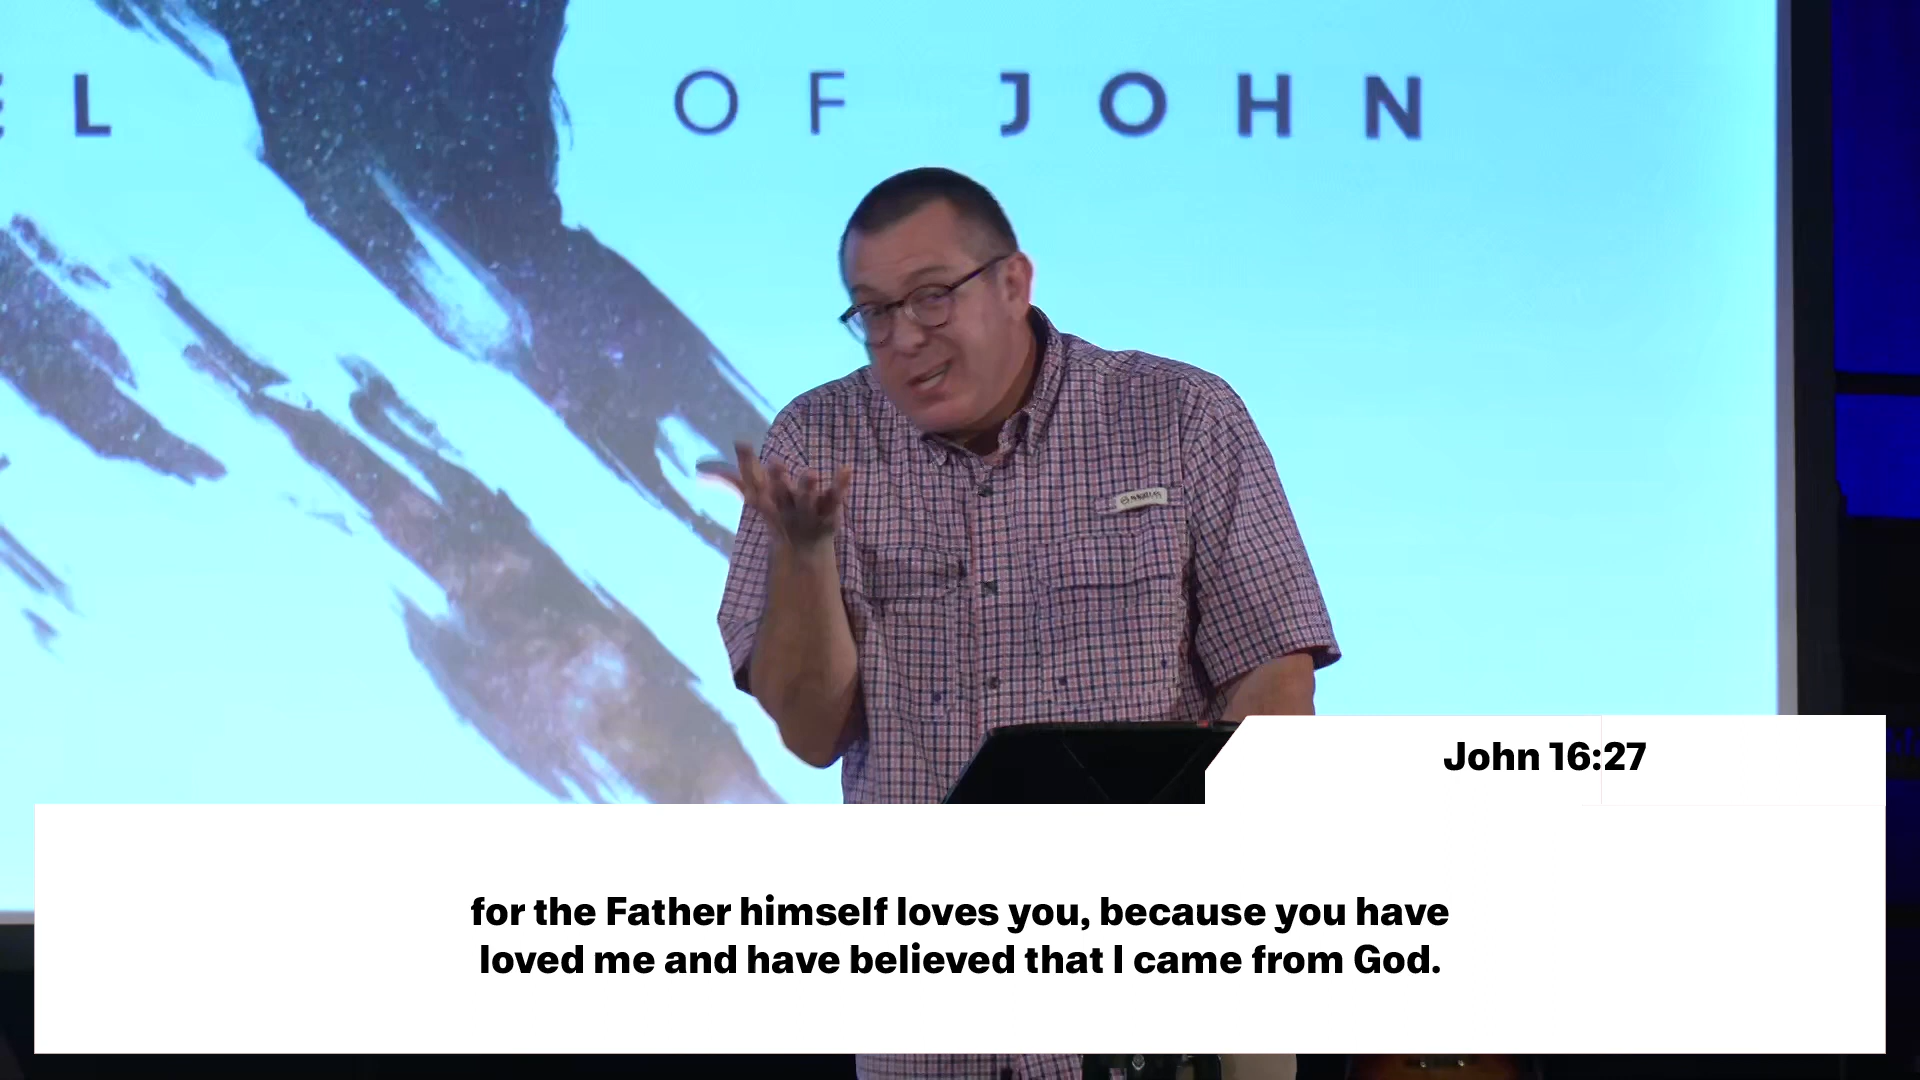 EL OF JOHN
John 16:27
for the Father himself loves you, because you have
loved me and have believed that I came from God.